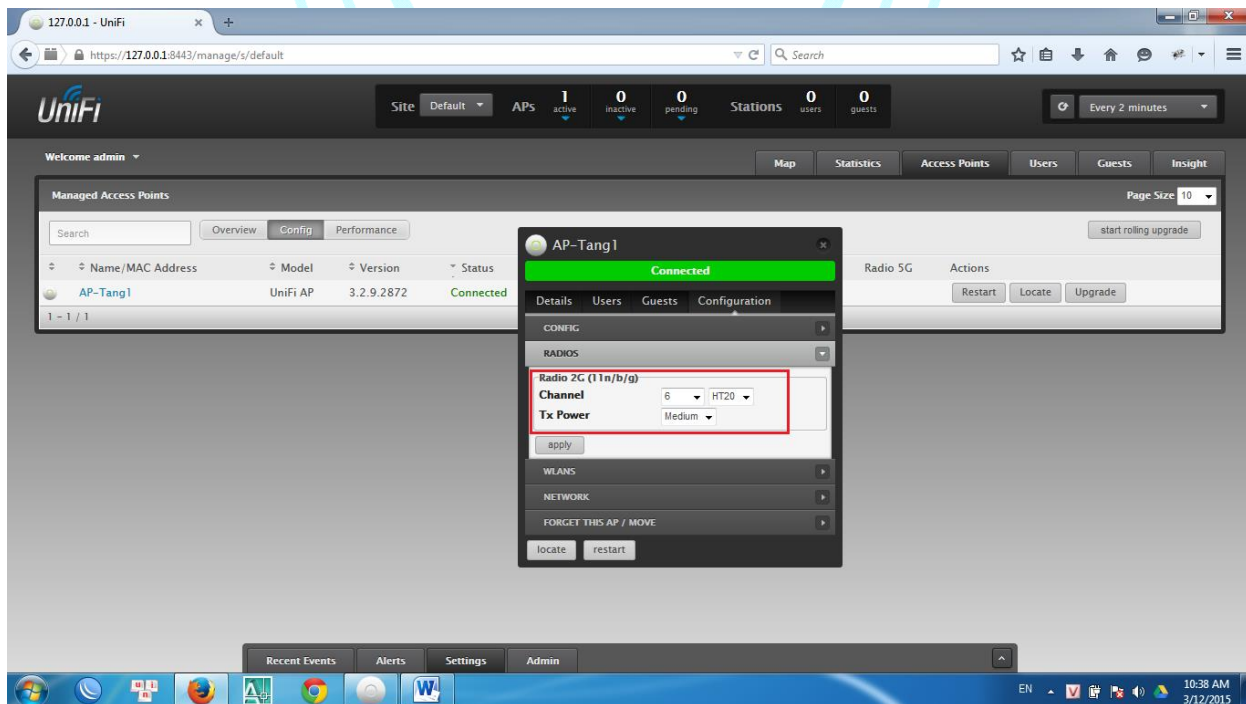 127.0.0.1 - UniFi
https://127.0.0.1:8443/manage/s/default
Search
UniFi
Site Default APs 1 active 0 inactive 0 pending Stations 0 users 0 guests
Every 2 minutes
Welcome admin
Map Statistics Access Points Users Guests Insight
Managed Access Points
Page Size 10
Search
Overview Config Performance
start rolling upgrade
Name/MAC Address Model Version Status Radio 5G Actions
AP-Tang1 UniFi AP 3.2.9.2872 Connected Restart Locate Upgrade
1 - 1 / 1
AP-Tang1
Connected
Details Users Guests Configuration
CONFIG
RADIOS
Radio 2G (11n/b/g)
Channel 6 HT20
Tx Power Medium
apply
WLANS
NETWORK
FORGET THIS AP / MOVE
locate restart
Recent Events Alerts Settings Admin
EN
10:38 AM
3/12/2015